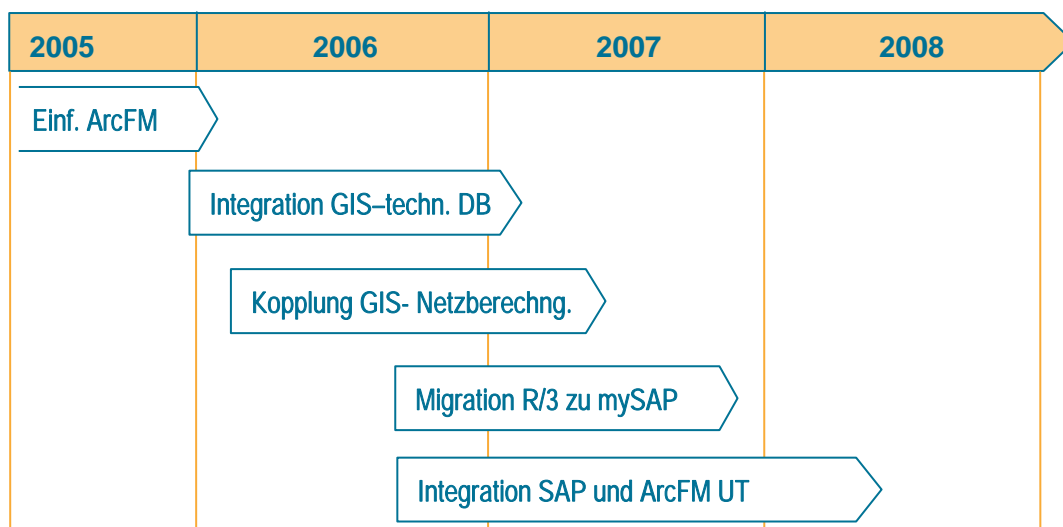 2005 2006 2007 2008
Einf. ArcFM
Integration GIS–techn. DB
Kopplung GIS- Netzberechng.
Migration R/3 zu mySAP
Integration SAP und ArcFM UT